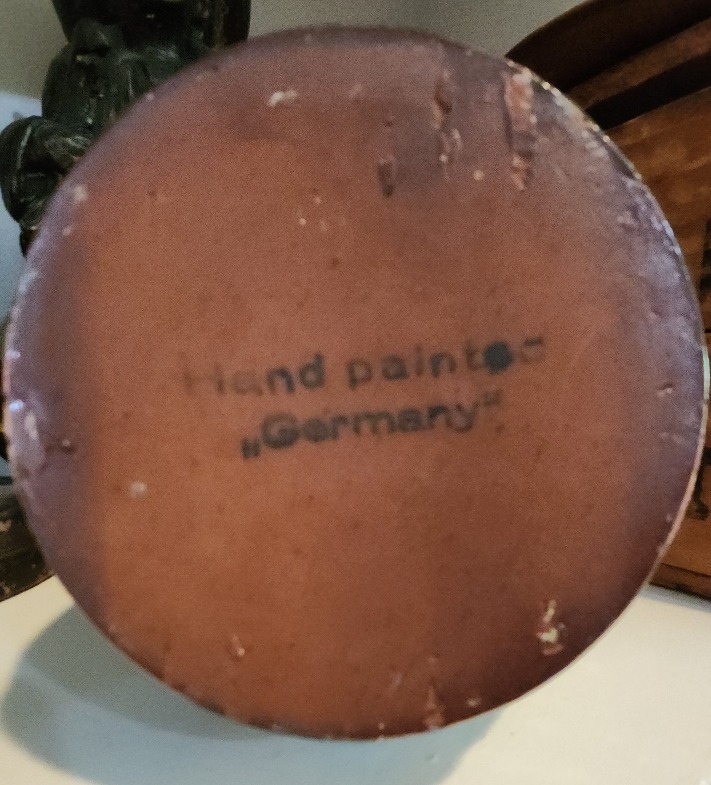 Hand painted
„Germany“